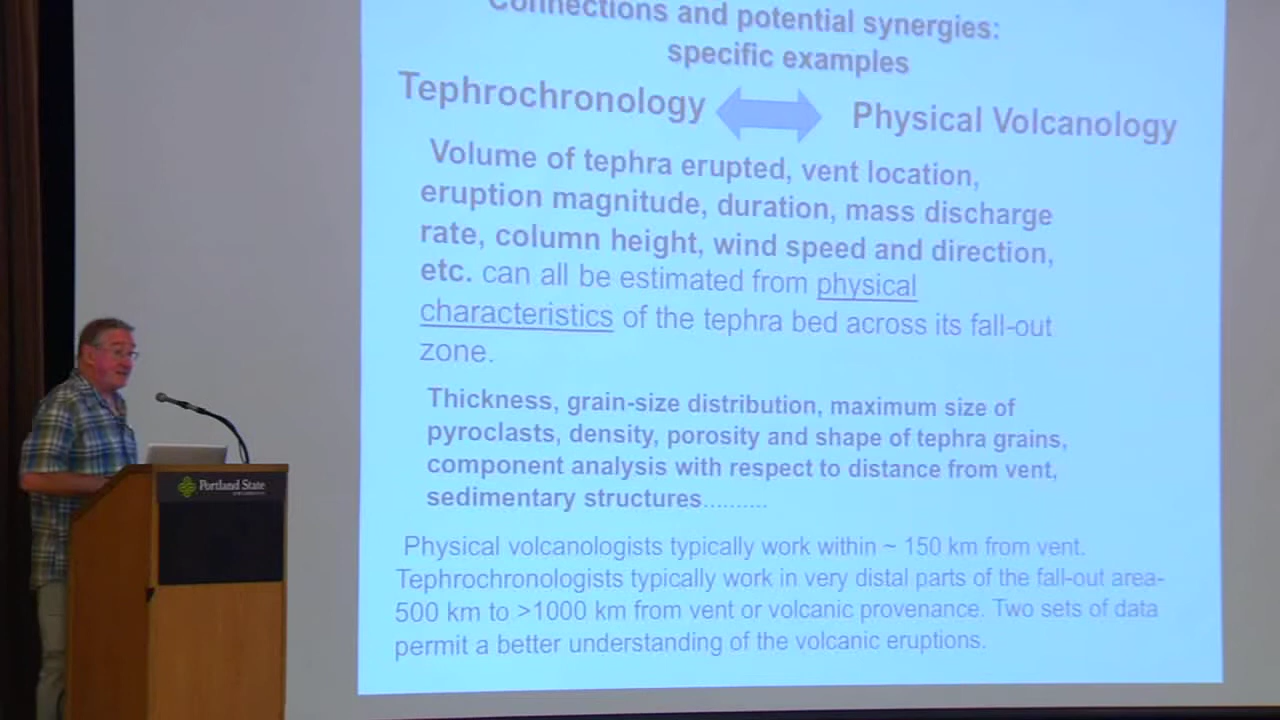 Connections and potential synergies:
specific examples
Tephrochronology
Physical Volcanology
Volume of tephra erupted, vent location,
eruption magnitude, duration, mass discharge
rate, column height, wind speed and direction,
etc. can all be estimated from physical
characteristics of the tephra bed across its fall-out
zone.
Thickness, grain-size distribution, maximum size of
pyroclasts, density, porosity and shape of tephra grains,
component analysis with respect to distance from vent,
sedimentary structures..........
Physical volcanologists typically work within ~ 150 km from vent.
Tephrochronologists typically work in very distal parts of the fall-out area-
500 km to >1000 km from vent or volcanic provenance. Two sets of data
permit a better understanding of the volcanic eruptions.
Portland State